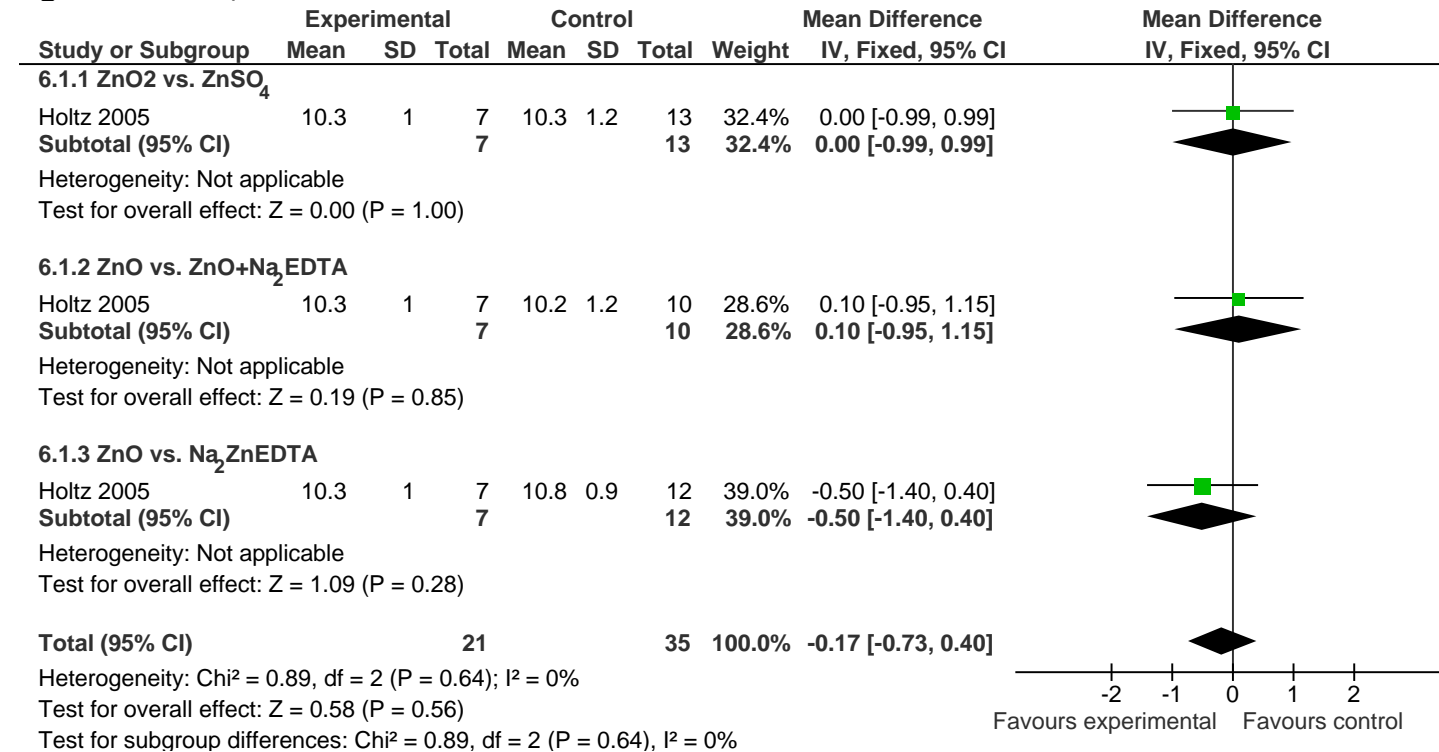 Experimental Control Mean Difference Mean Difference
Study or Subgroup Mean SD Total Mean SD Total Weight IV, Fixed, 95% CI IV, Fixed, 95% CI
6.1.1 ZnO2 vs. ZnSO4
Holtz 2005 10.3 1 7 10.3 1.2 13 32.4% 0.00 [-0.99, 0.99]
Subtotal (95% CI) 7 13 32.4% 0.00 [-0.99, 0.99]
Heterogeneity: Not applicable
Test for overall effect: Z = 0.00 (P = 1.00)
6.1.2 ZnO vs. ZnO+Na2EDTA
Holtz 2005 10.3 1 7 10.2 1.2 10 28.6% 0.10 [-0.95, 1.15]
Subtotal (95% CI) 7 10 28.6% 0.10 [-0.95, 1.15]
Heterogeneity: Not applicable
Test for overall effect: Z = 0.19 (P = 0.85)
6.1.3 ZnO vs. Na2ZnEDTA
Holtz 2005 10.3 1 7 10.8 0.9 12 39.0% -0.50 [-1.40, 0.40]
Subtotal (95% CI) 7 12 39.0% -0.50 [-1.40, 0.40]
Heterogeneity: Not applicable
Test for overall effect: Z = 1.09 (P = 0.28)
Total (95% CI) 21 35 100.0% -0.17 [-0.73, 0.40]
Heterogeneity: Chi² = 0.89, df = 2 (P = 0.64); I² = 0%
Test for overall effect: Z = 0.58 (P = 0.56)
Test for subgroup differences: Chi² = 0.89, df = 2 (P = 0.64), I² = 0%
-2 -1 0 1 2
Favours experimental Favours control